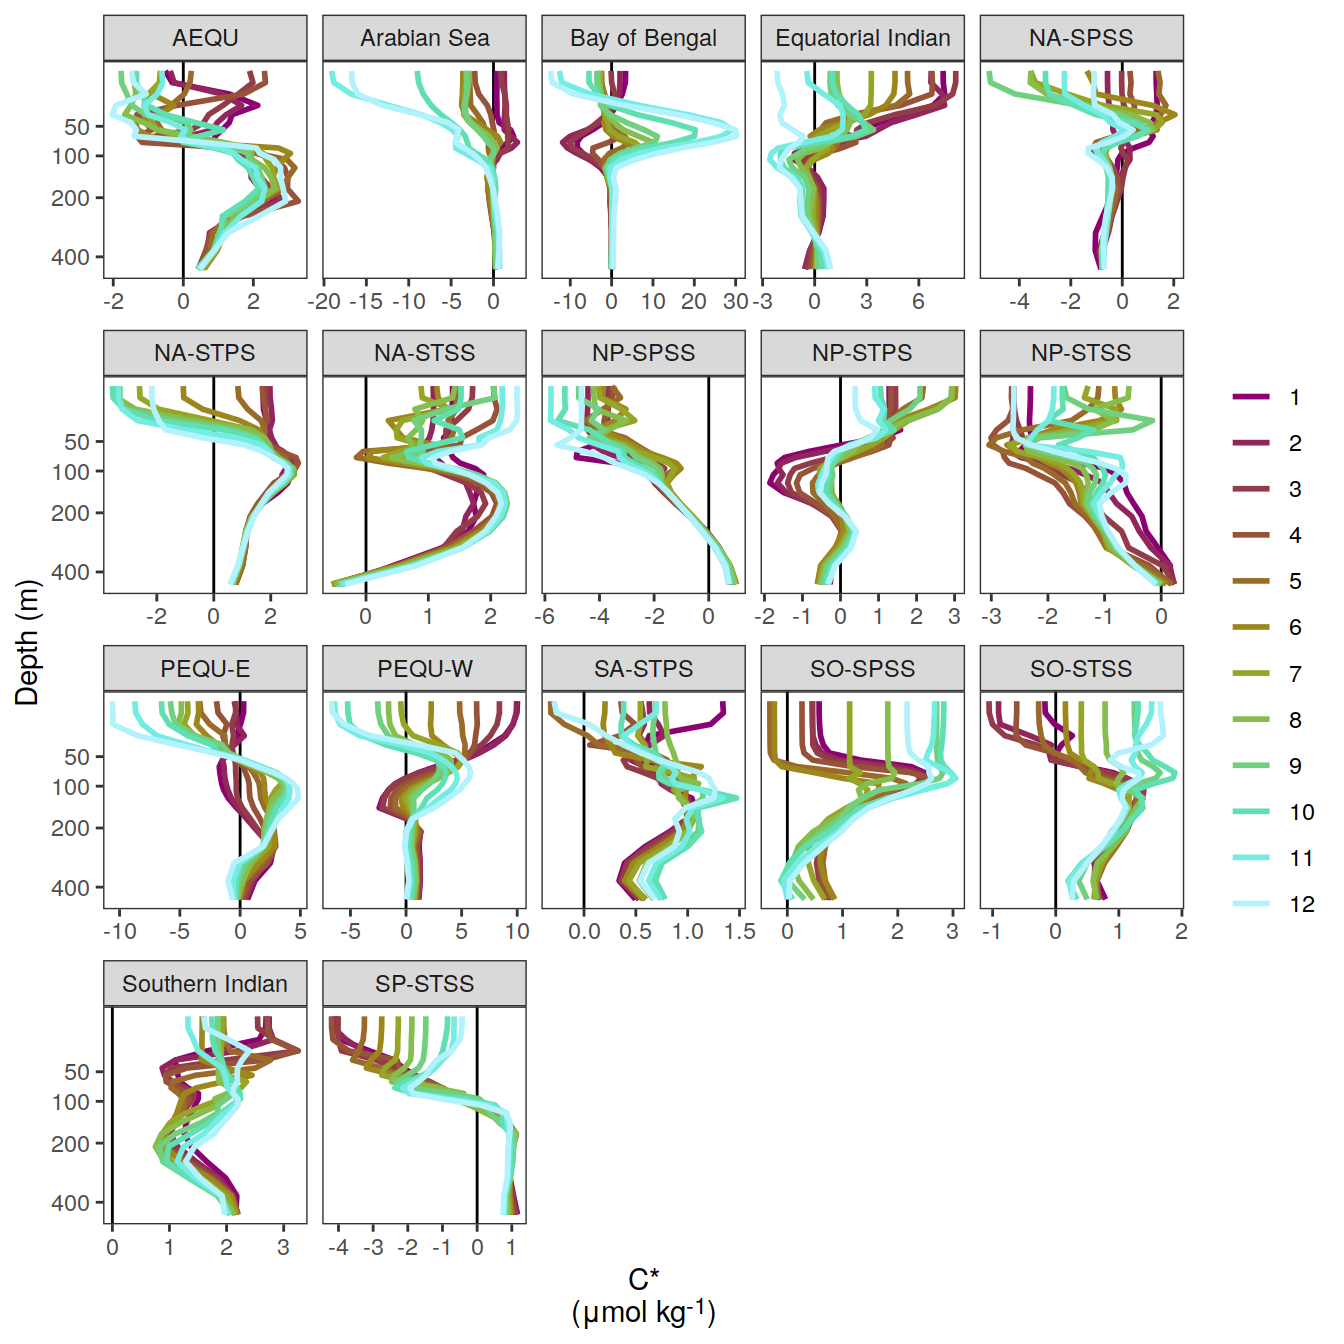 AEQU Arabian Sea Bay of Bengal Equatorial Indian NA-SPSS
50
100
200
400
-2 0 2 -20 -15 -10 -5 0 -10 0 10 20 30 -3 0 3 6 -4 -2 0 2
NA-STPS NA-STSS NP-SPSS NP-STPS NP-STSS
50
100
200
400
-2 0 2 0 1 2 -6 -4 -2 0 -2 -1 0 1 2 3 -3 -2 -1 0
PEQU-E PEQU-W SA-STPS SO-SPSS SO-STSS
50
100
200
400
-10 -5 0 5 -5 0 5 10 0.0 0.5 1.0 1.5 0 1 2 3 -1 0 1 2
Southern Indian SP-STSS
50
100
200
400
0 1 2 3 -4 -3 -2 -1 0 1
Depth (m)
C*
(µmol kg-1)
1
2
3
4
5
6
7
8
9
10
11
12